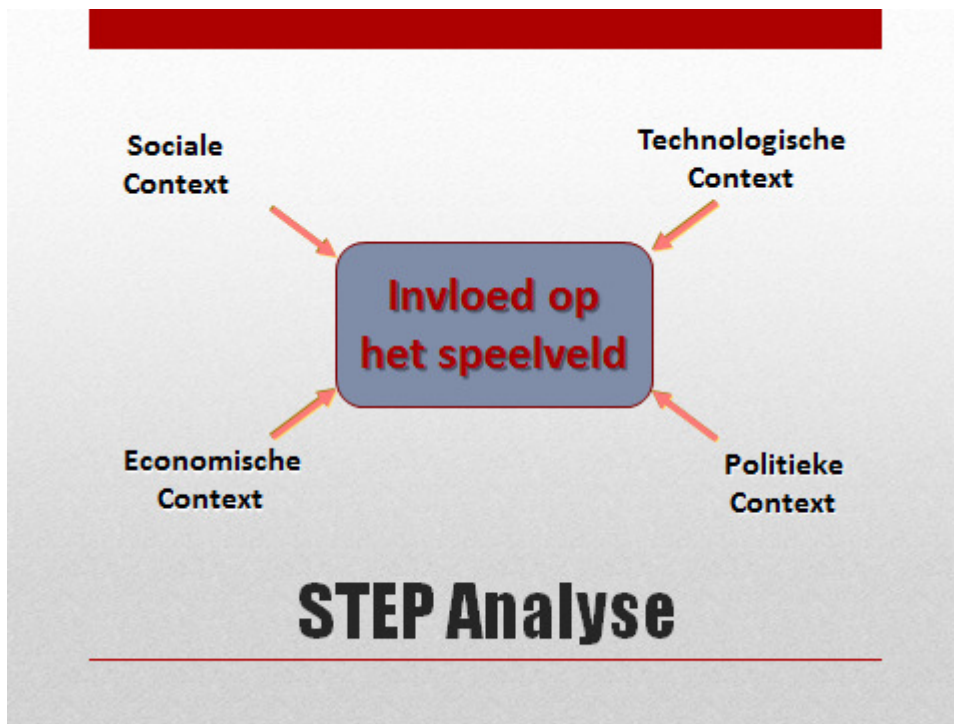 Sociale
Context
Technologische
Context
Invloed op
het speelveld
Economische
Context
Politieke
Context
STEP Analyse